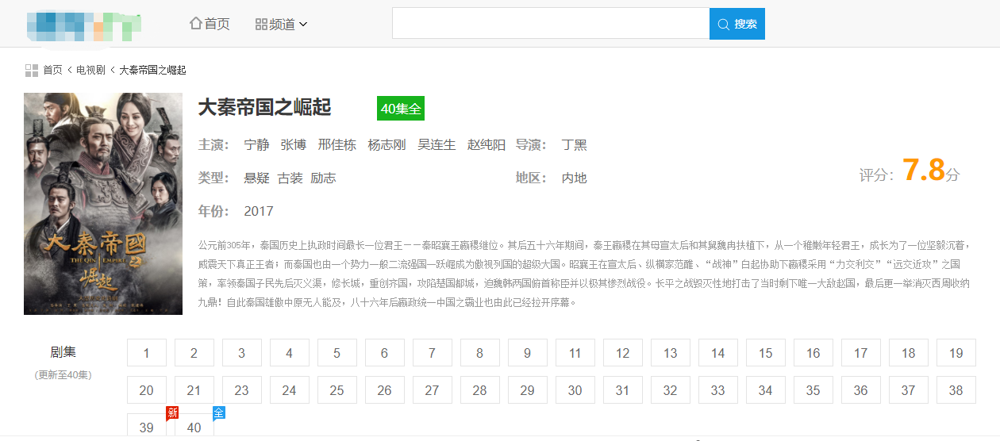 首页 频道 搜索
首页 < 电视剧 < 大秦帝国之崛起
大秦帝国之崛起 40集全
主演： 宁静 张博 邢佳栋 杨志刚 吴连生 赵纯阳 导演： 丁黑
类型： 悬疑 古装 励志 地区： 内地
评分： 7.8分
年份： 2017
公元前305年，秦国历史上执政时间最长一位君王——秦昭襄王嬴稷继位。其后五十六年期间，秦王嬴稷在其母宣太后和其舅魏冉扶植下，从一个稚嫩年轻君王，成长为了一位坚毅沉着，
威震天下真正王者；而秦国也由一个势力一般二流强国一跃崛成为傲视列国的超级大国。昭襄王在宣太后、纵横家范雎、“战神”白起协助下嬴稷采用“力交利交”“远交近攻”之国
策，率领秦国子民先后灭义渠，修长城，重创齐国，攻陷楚国都城，迫魏韩两国俯首称臣并以极其惨烈战役。长平之战毁灭性地打击了当时剩下唯一大敌赵国，最后更一举消灭西周收纳
九鼎！自此秦国雄傲中原无人能及，八十六年后嬴政统一中国之霸业也由此已经拉开序幕。
大秦帝國之
THE QIN EMPIRE
崛起
剧集 1 2 3 4 5 6 7 8 9 11 12 13 14 15 16 17 18 19
(更新至40集)
20 21 23 24 25 26 27 28 29 30 31 32 33 34 35 36 37 38
39 新 40 全